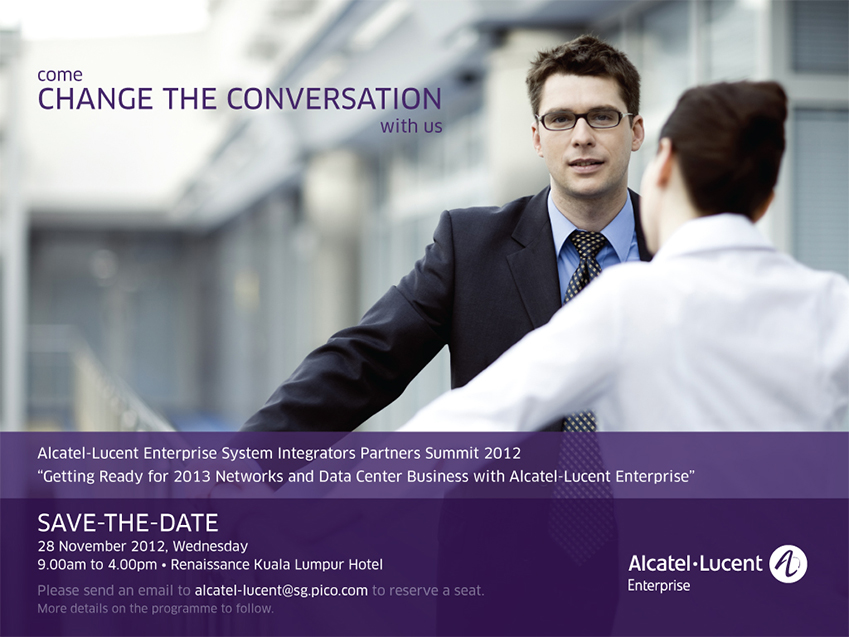 come
CHANGE THE CONVERSATION
with us
Alcatel-Lucent Enterprise System Integrators Partners Summit 2012
“Getting Ready for 2013 Networks and Data Center Business with Alcatel-Lucent Enterprise”
SAVE-THE-DATE
28 November 2012, Wednesday
9.00am to 4.00pm • Renaissance Kuala Lumpur Hotel
Please send an email to alcatel-lucent@sg.pico.com to reserve a seat.
More details on the programme to follow.
Alcatel·Lucent
Enterprise